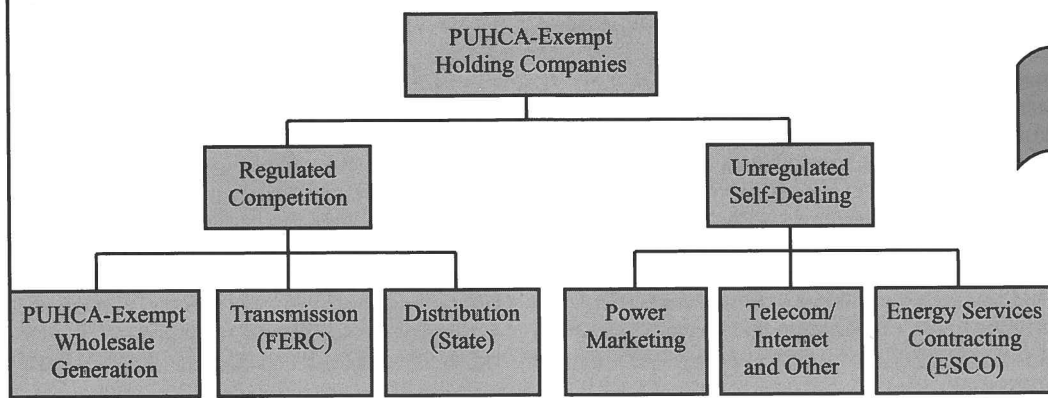 PUHCA-Exempt
Holding Companies
Regulated
Competition
Unregulated
Self-Dealing
PUHCA-Exempt
Wholesale
Generation
Transmission
(FERC)
Distribution
(State)
Power
Marketing
Telecom/
Internet
and Other
Energy Services
Contracting
(ESCO)